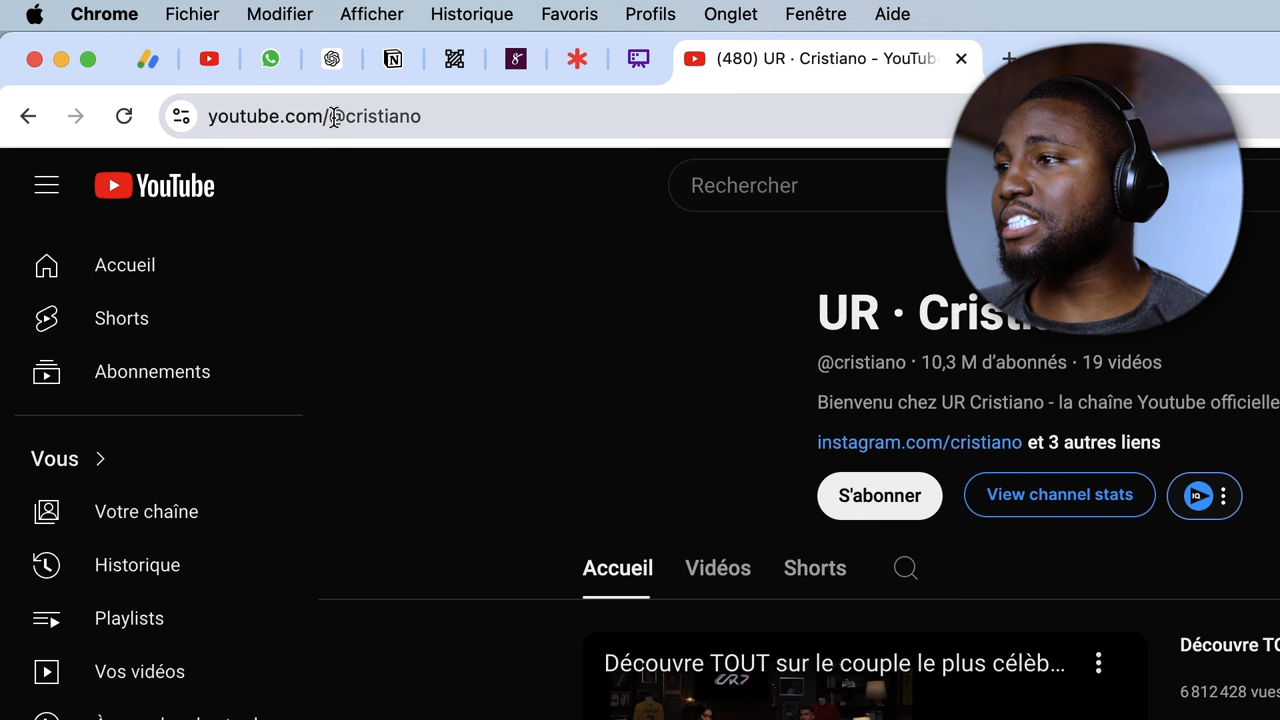 Chrome Fichier Modifier Afficher Historique Favoris Profils Onglet Fenêtre Aide
(480) UR · Cristiano - YouTub
youtube.com/@cristiano
YouTube
Rechercher
Accueil
Shorts
Abonnements
Vous
Votre chaîne
Historique
Playlists
Vos vidéos
UR · Cristi
@cristiano · 10,3 M d’abonnés · 19 vidéos
Bienvenu chez UR Cristiano - la chaîne Youtube officielle
instagram.com/cristiano et 3 autres liens
S'abonner View channel stats IQ
Accueil Vidéos Shorts
Découvre TOUT sur le couple le plus célèb...
Découvre TO
6 812 428 vues